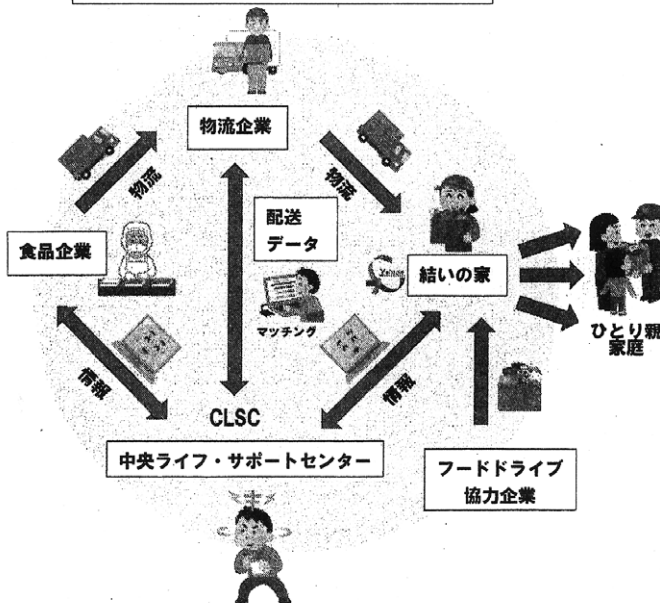 物流企業
物流
物流
配送
データ
食品企業
結いの家
マッチング
ひとり親
家庭
情報
情報
CLSC
中央ライフ・サポートセンター
フードドライブ
協力企業